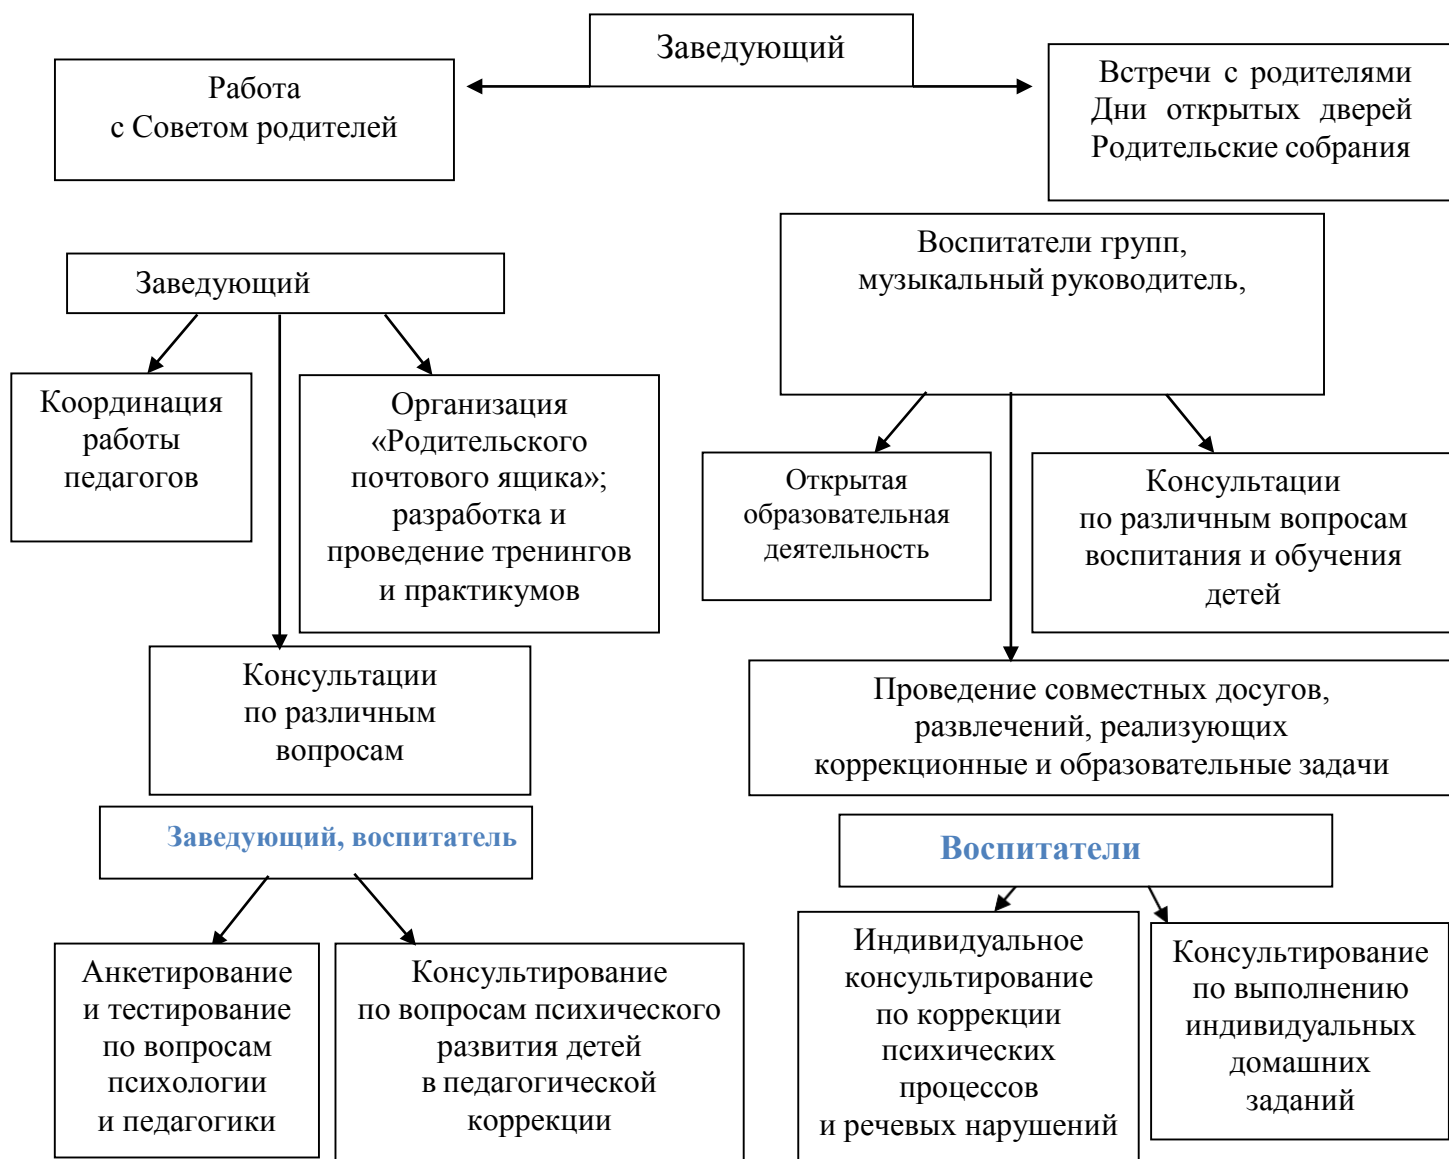 Заведующий
Работа
с Советом родителей
Встречи с родителями
Дни открытых дверей
Родительские собрания
Заведующий
Воспитатели групп,
музыкальный руководитель,
Координация
работы
педагогов
Организация
«Родительского
почтового ящика»;
разработка и
проведение тренингов
и практикумов
Открытая
образовательная
деятельность
Консультации
по различным вопросам
воспитания и обучения
детей
Консультации
по различным
вопросам
Проведение совместных досугов,
развлечений, реализующих
коррекционные и образовательные задачи
Заведующий, воспитатель
Воспитатели
Анкетирование
и тестирование
по вопросам
психологии
и педагогики
Консультирование
по вопросам психического
развития детей
в педагогической
коррекции
Индивидуальное
консультирование
по коррекции
психических
процессов
и речевых нарушений
Консультирование
по выполнению
индивидуальных
домашних
заданий